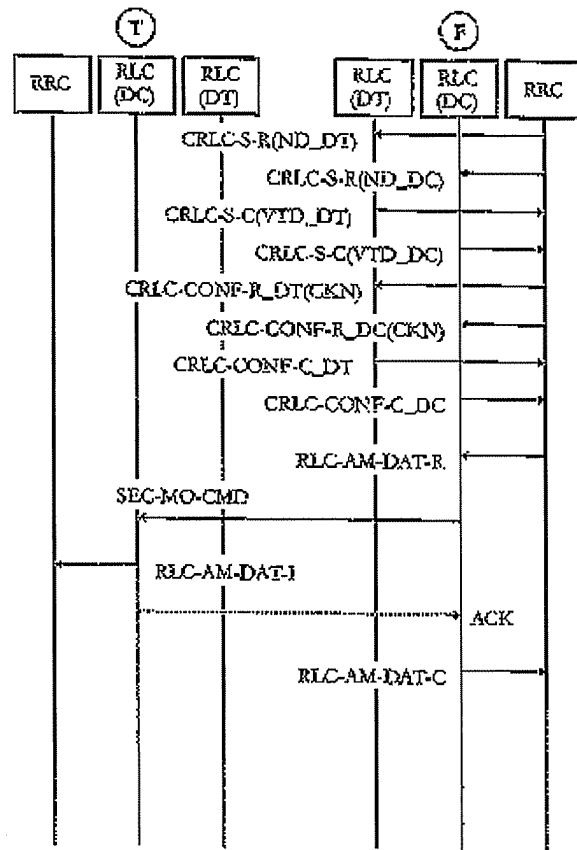 T
F
RRC
RLC
(DC)
RLC
(DT)
RLC
(DT)
RLC
(DC)
RRC
CRLC-S-R(ND_DT)
CRLC-S-R(ND_DC)
CRLC-S-C(VTD_DT)
CRLC-S-C(VTD_DC)
CRLC-CONF-R_DT(CKN)
CRLC-CONF-R_DC(CKN)
CRLC-CONF-C_DT
CRLC-CONF-C_DC
RLC-AM-DAT-R
SEC-MO-CMD
RLC-AM-DAT-I
ACK
RLC-AM-DAT-C